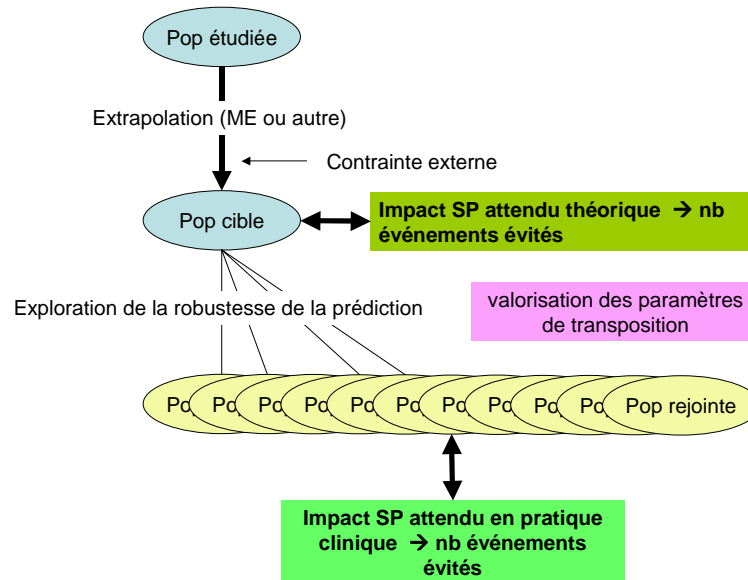 Pop étudiée
Extrapolation (ME ou autre)
Contrainte externe
Pop cible
Impact SP attendu théorique → nb
événements évités
Exploration de la robustesse de la prédiction
valorisation des paramètres
de transposition
Pop rejointe
Impact SP attendu en pratique
clinique → nb événements
évités